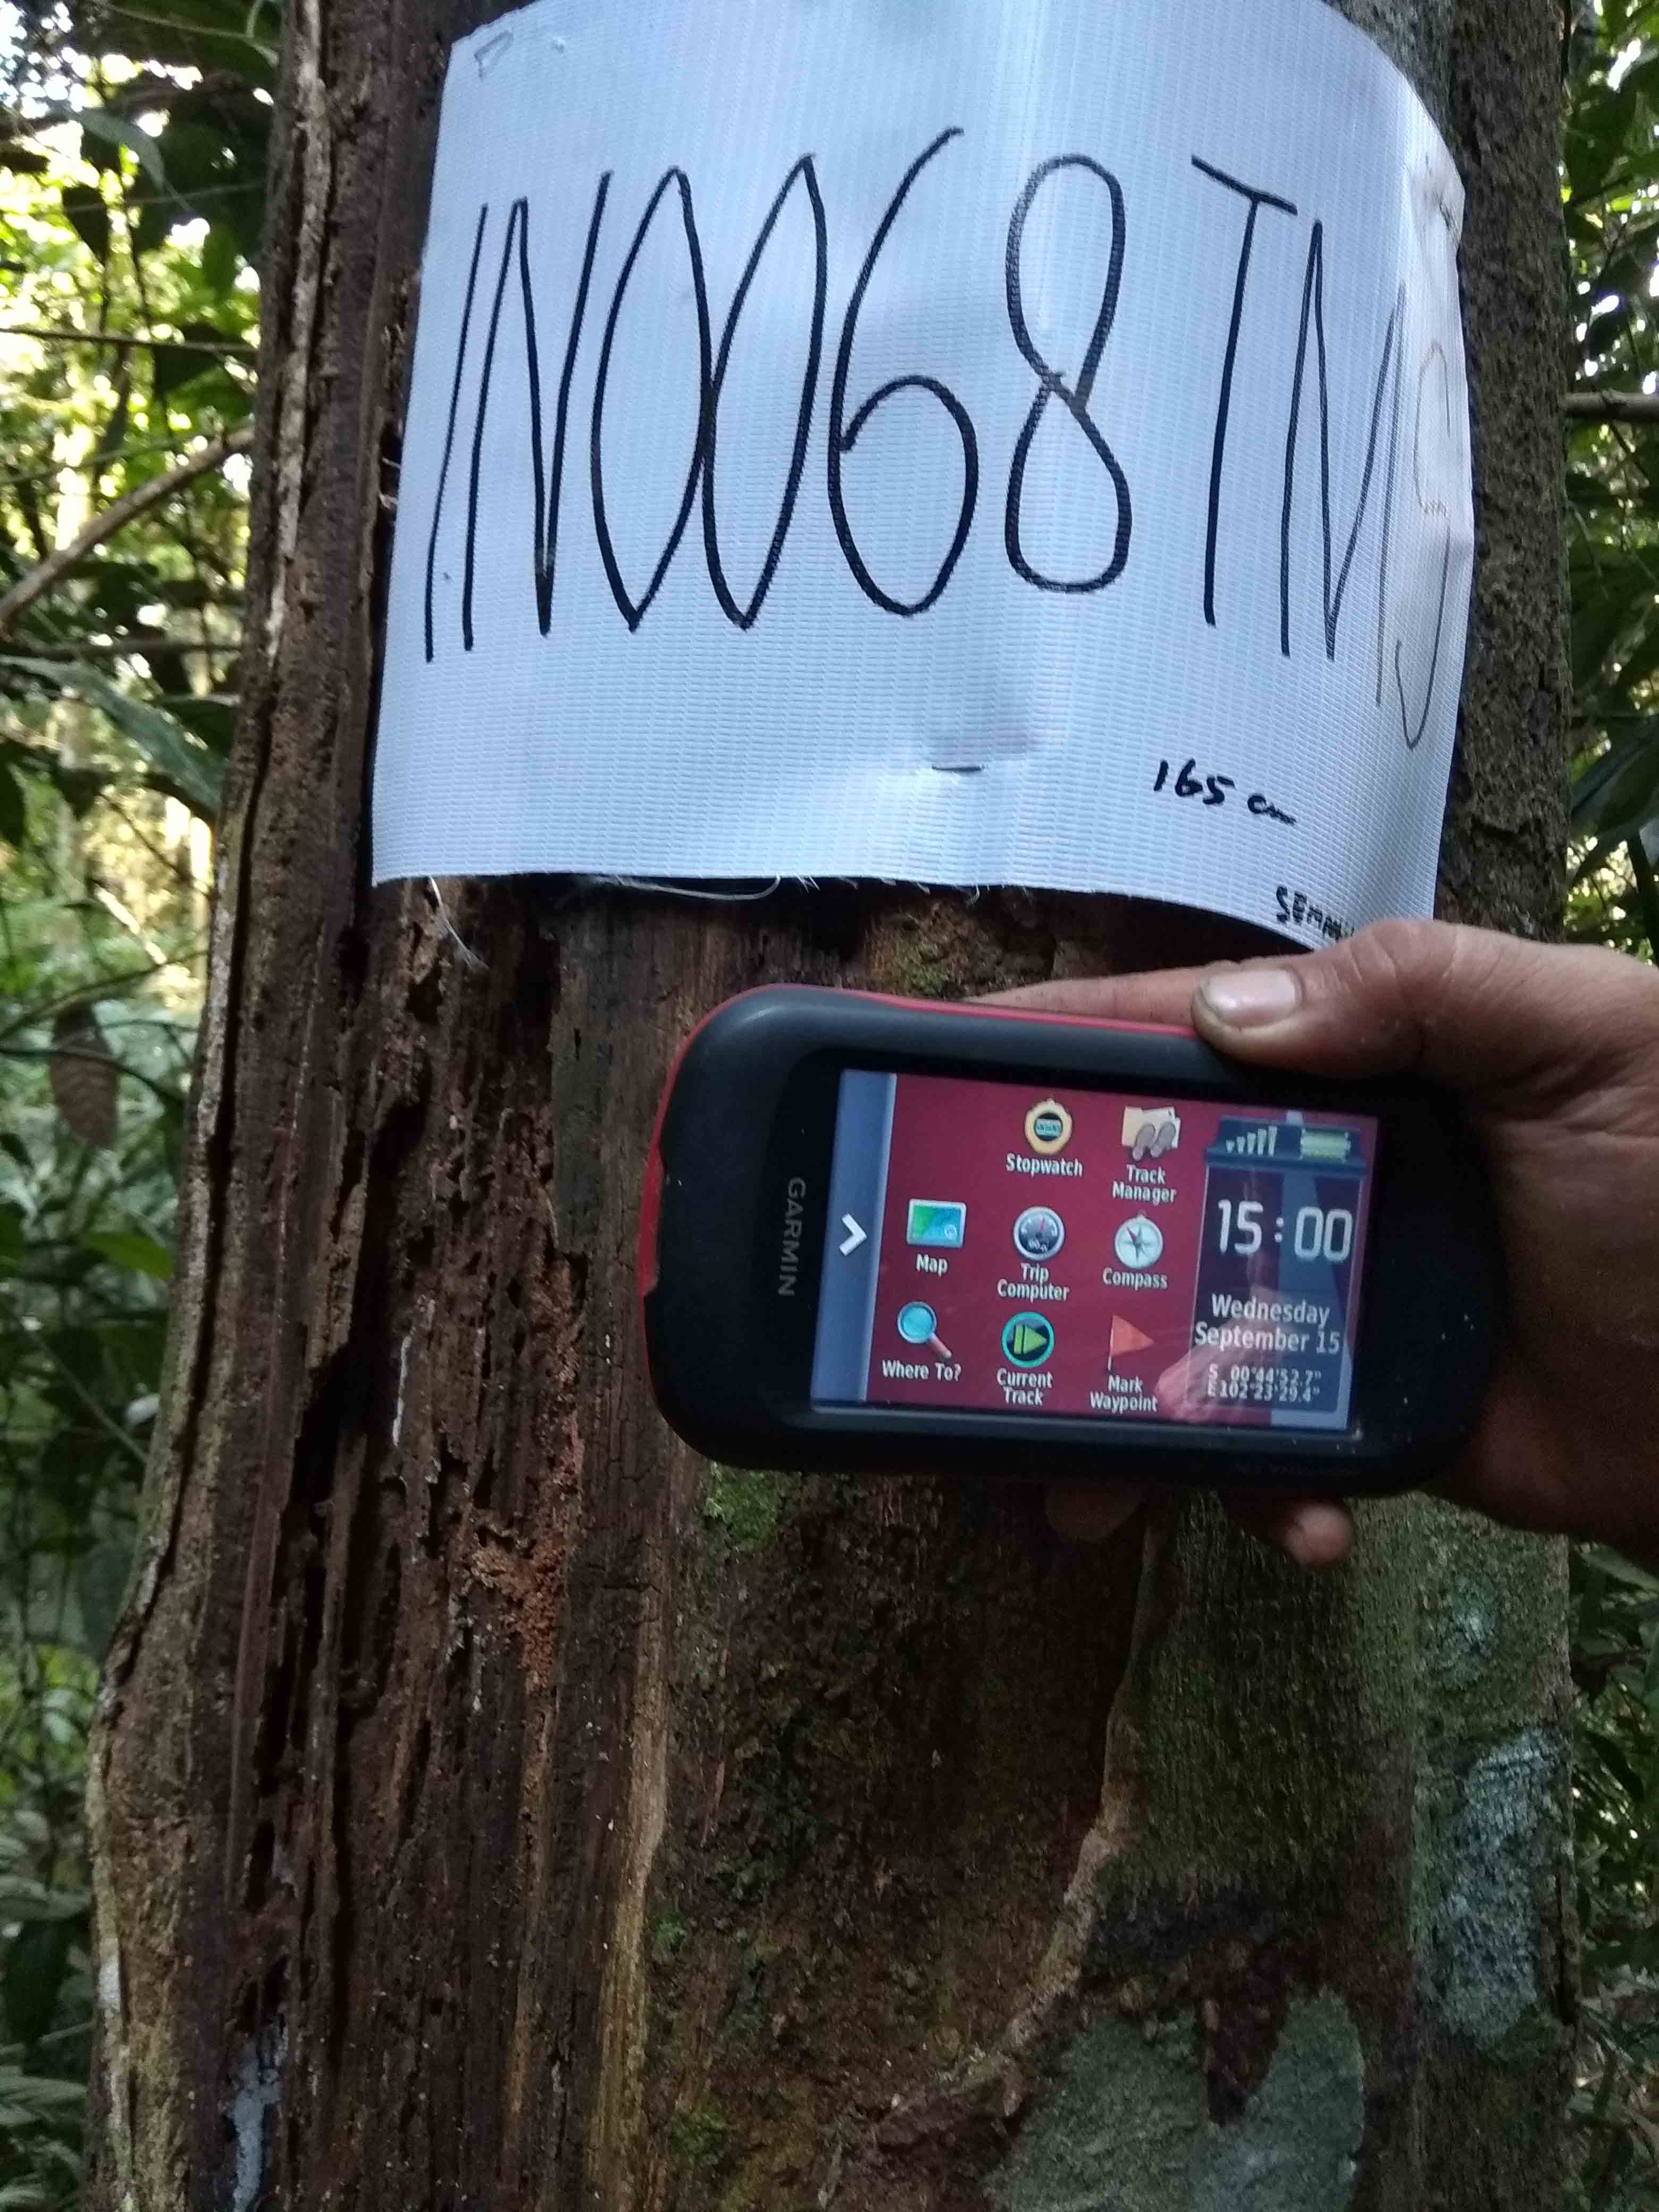 IN0068TMS
165 cm
GARMIN
Stopwatch
Track Manager
15:00
Map
Trip Computer
Compass
Wednesday
September 15
Where To?
Current Track
Mark Waypoint
S 00°44'52.7"
E102°23'29.4"